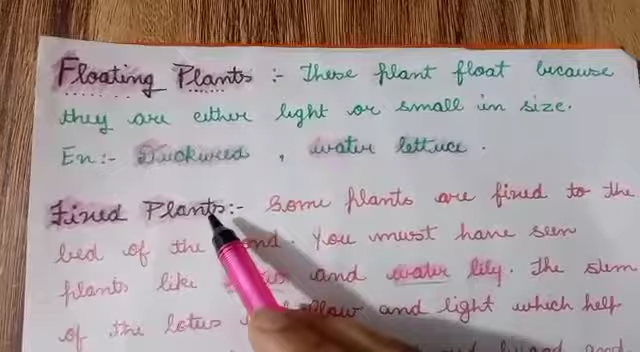 Floating Plants :- These plant float because
they are either light or small in size.
En:- Duckweed , water lettuce .
Fixed Plants:- Some plants are fixed to the
bed of the . You must have seen
plants like and water lily. The stem
of the lotus and light which help